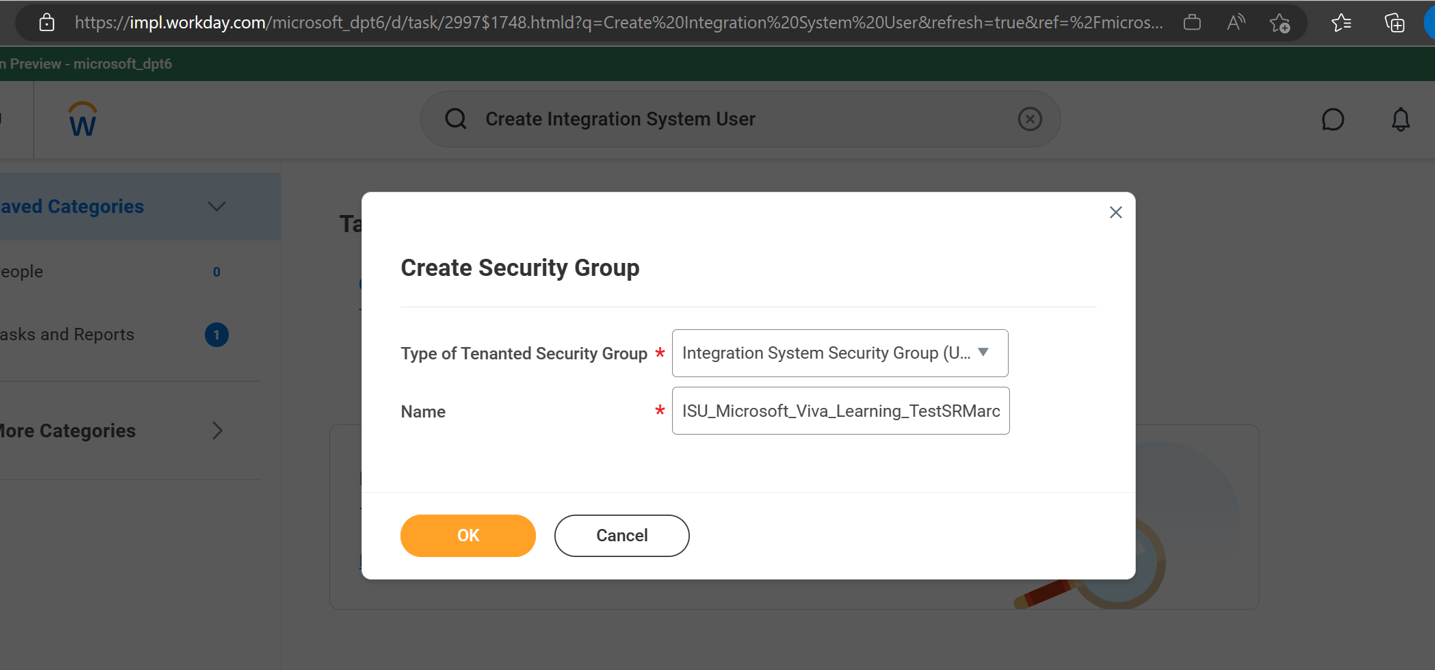 https://impl.workday.com/microsoft_dpt6/d/task/2997$1748.htmld?q=Create%20Integration%20System%20User&refresh=true&ref=%2Fmicros...
n Preview - microsoft_dpt6
W
Create Integration System User
aved Categories
Ta
eople
0
asks and Reports
1
More Categories
Create Security Group
Type of Tenanted Security Group *
Integration System Security Group (U...
Name *
ISU_Microsoft_Viva_Learning_TestSRMarc
OK
Cancel